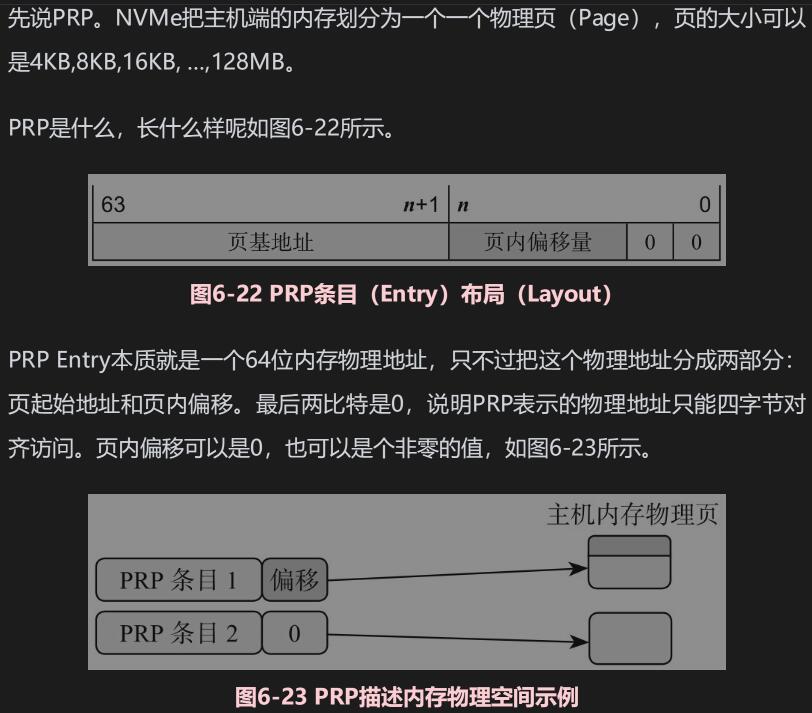 先说PRP。NVMe把主机端的内存划分为一个一个物理页（Page），页的大小可以
是4KB,8KB,16KB, ...,128MB。
PRP是什么，长什么样呢如图6-22所示。
63 n+1 n 0
页基地址 页内偏移量 0 0
图6-22 PRP条目（Entry）布局（Layout）
PRP Entry本质就是一个64位内存物理地址，只不过把这个物理地址分成两部分：
页起始地址和页内偏移。最后两比特是0，说明PRP表示的物理地址只能四字节对
齐访问。页内偏移可以是0，也可以是个非零的值，如图6-23所示。
主机内存物理页
PRP 条目 1 偏移
PRP 条目 2 0
图6-23 PRP描述内存物理空间示例